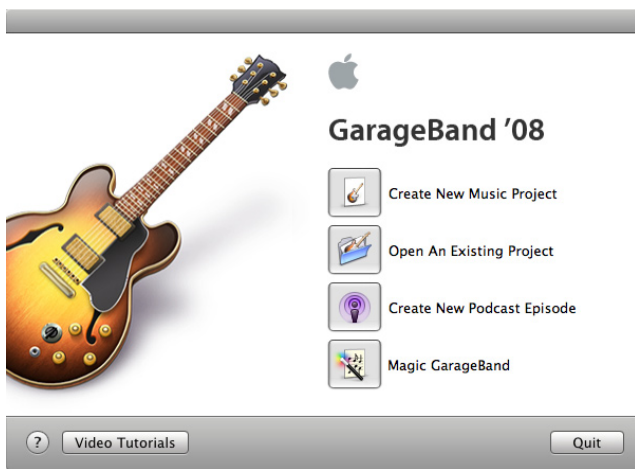 GarageBand ’08
Create New Music Project
Open An Existing Project
Create New Podcast Episode
Magic GarageBand
? Video Tutorials Quit